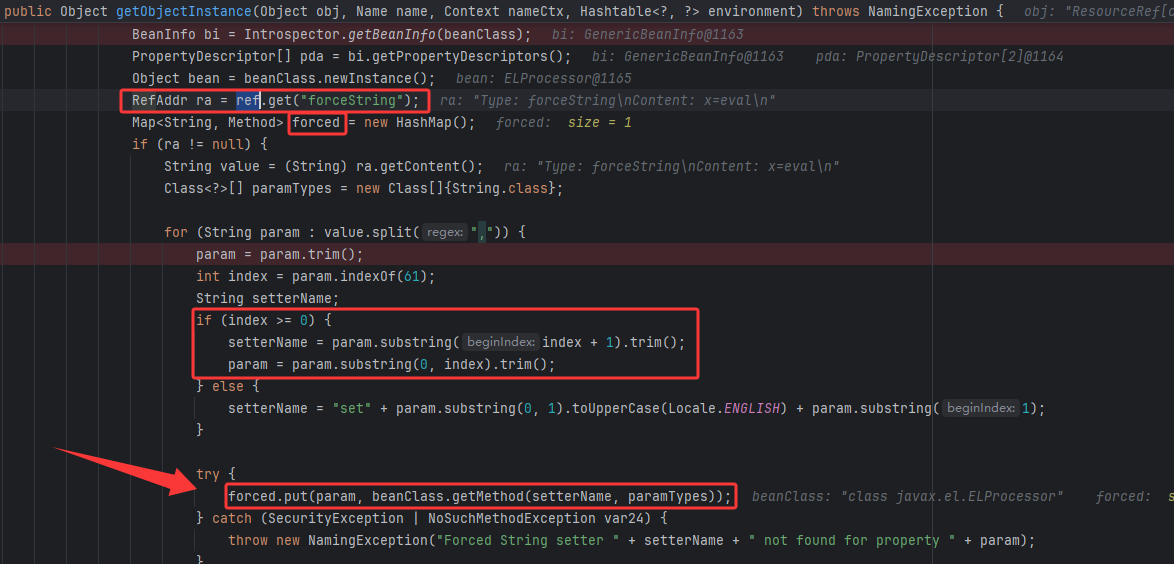 public Object getObjectInstance(Object obj, Name name, Context nameCtx, Hashtable<?, ?> environment) throws NamingException { obj: "ResourceRef[c
BeanInfo bi = Introspector.getBeanInfo(beanClass); bi: GenericBeanInfo@1163
PropertyDescriptor[] pda = bi.getPropertyDescriptors(); bi: GenericBeanInfo@1163 pda: PropertyDescriptor[2]@1164
Object bean = beanClass.newInstance(); bean: ELProcessor@1165
RefAddr ra = ref.get("forceString"); ra: "Type: forceString\nContent: x=eval\n"
Map<String, Method> forced = new HashMap(); forced: size = 1
if (ra != null) {
String value = (String) ra.getContent(); ra: "Type: forceString\nContent: x=eval\n"
Class<?>[] paramTypes = new Class[]{String.class};
for (String param : value.split( regex: ",")) {
param = param.trim();
int index = param.indexOf(61);
String setterName;
if (index >= 0) {
setterName = param.substring( beginIndex: index + 1).trim();
param = param.substring(0, index).trim();
} else {
setterName = "set" + param.substring(0, 1).toUpperCase(Locale.ENGLISH) + param.substring( beginIndex: 1);
}
try {
forced.put(param, beanClass.getMethod(setterName, paramTypes)); beanClass: "class javax.el.ELProcessor" forced: s
} catch (SecurityException | NoSuchMethodException var24) {
throw new NamingException("Forced String setter " + setterName + " not found for property " + param);
}